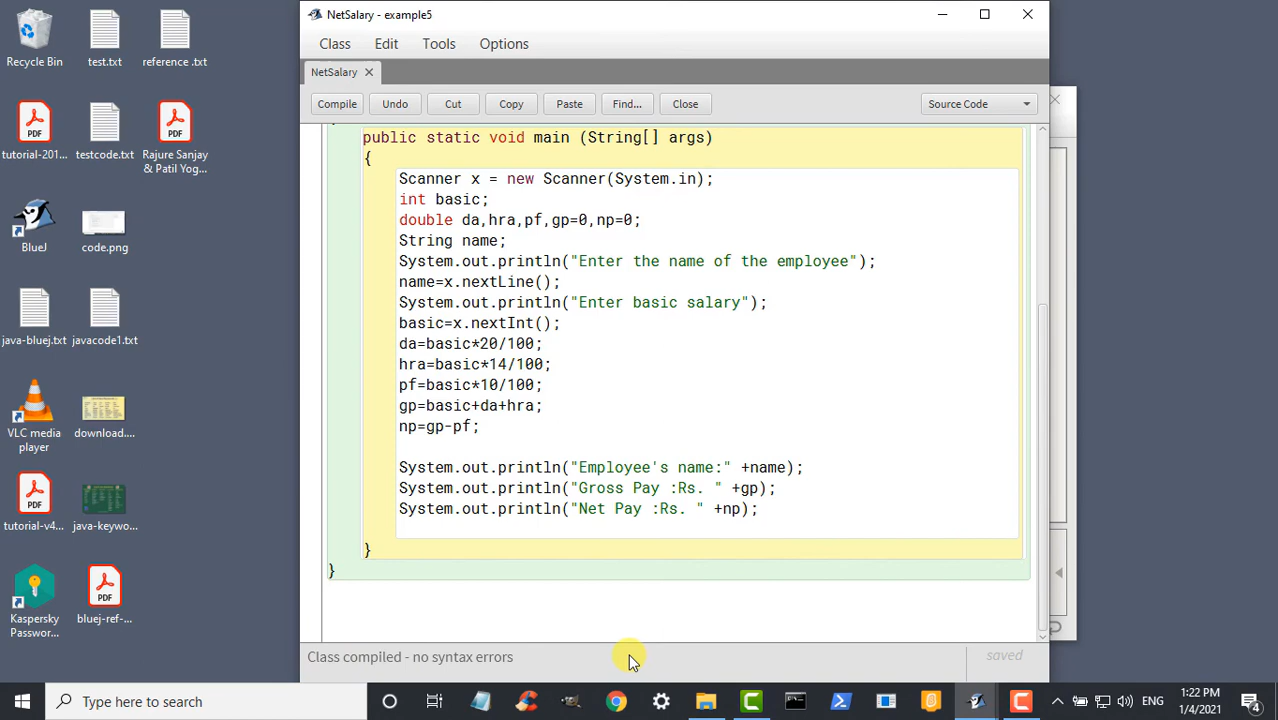 Recycle Bin
test.txt
reference .txt
tutorial-201...
testcode.txt
Rajure Sanjay
& Patil Yog...
BlueJ
code.png
java-bluej.txt
javacode1.txt
VLC media
player
download....
tutorial-v4...
java-keywo...
Kaspersky
Passwor...
bluej-ref-...
PDF
PDF
PDF
PDF
NetSalary - example5
Class Edit Tools Options
NetSalary
Compile Undo Cut Copy Paste Find... Close Source Code
public static void main (String[] args)
{
Scanner x = new Scanner(System.in);
int basic;
double da,hra,pf,gp=0,np=0;
String name;
System.out.println("Enter the name of the employee");
name=x.nextLine();
System.out.println("Enter basic salary");
basic=x.nextInt();
da=basic*20/100;
hra=basic*14/100;
pf=basic*10/100;
gp=basic+da+hra;
np=gp-pf;
System.out.println("Employee's name:" +name);
System.out.println("Gross Pay :Rs. " +gp);
System.out.println("Net Pay :Rs. " +np);
}
}
Class compiled - no syntax errors
saved
Type here to search
ENG
1:22 PM
1/4/2021
4